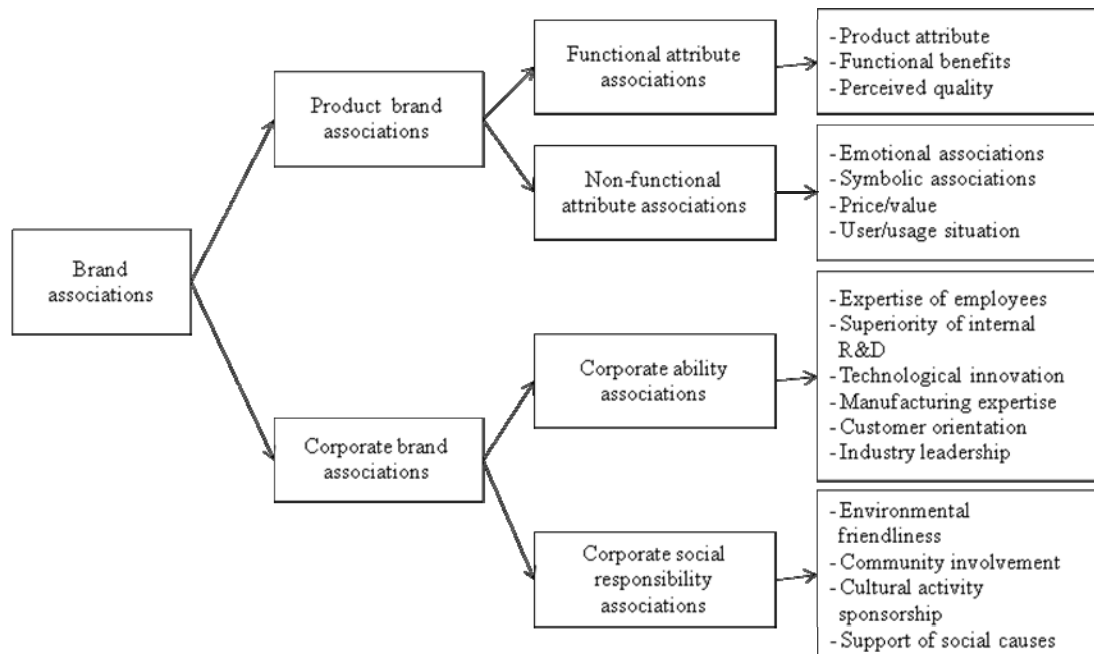 Brand
associations
Product brand
associations
Corporate brand
associations
Functional attribute
associations
Non-functional
attribute associations
Corporate ability
associations
Corporate social
responsibility
associations
- Product attribute
- Functional benefits
- Perceived quality
- Emotional associations
- Symbolic associations
- Price/value
- User/usage situation
- Expertise of employees
- Superiority of internal
R&D
- Technological innovation
- Manufacturing expertise
- Customer orientation
- Industry leadership
- Environmental
friendliness
- Community involvement
- Cultural activity
sponsorship
- Support of social causes